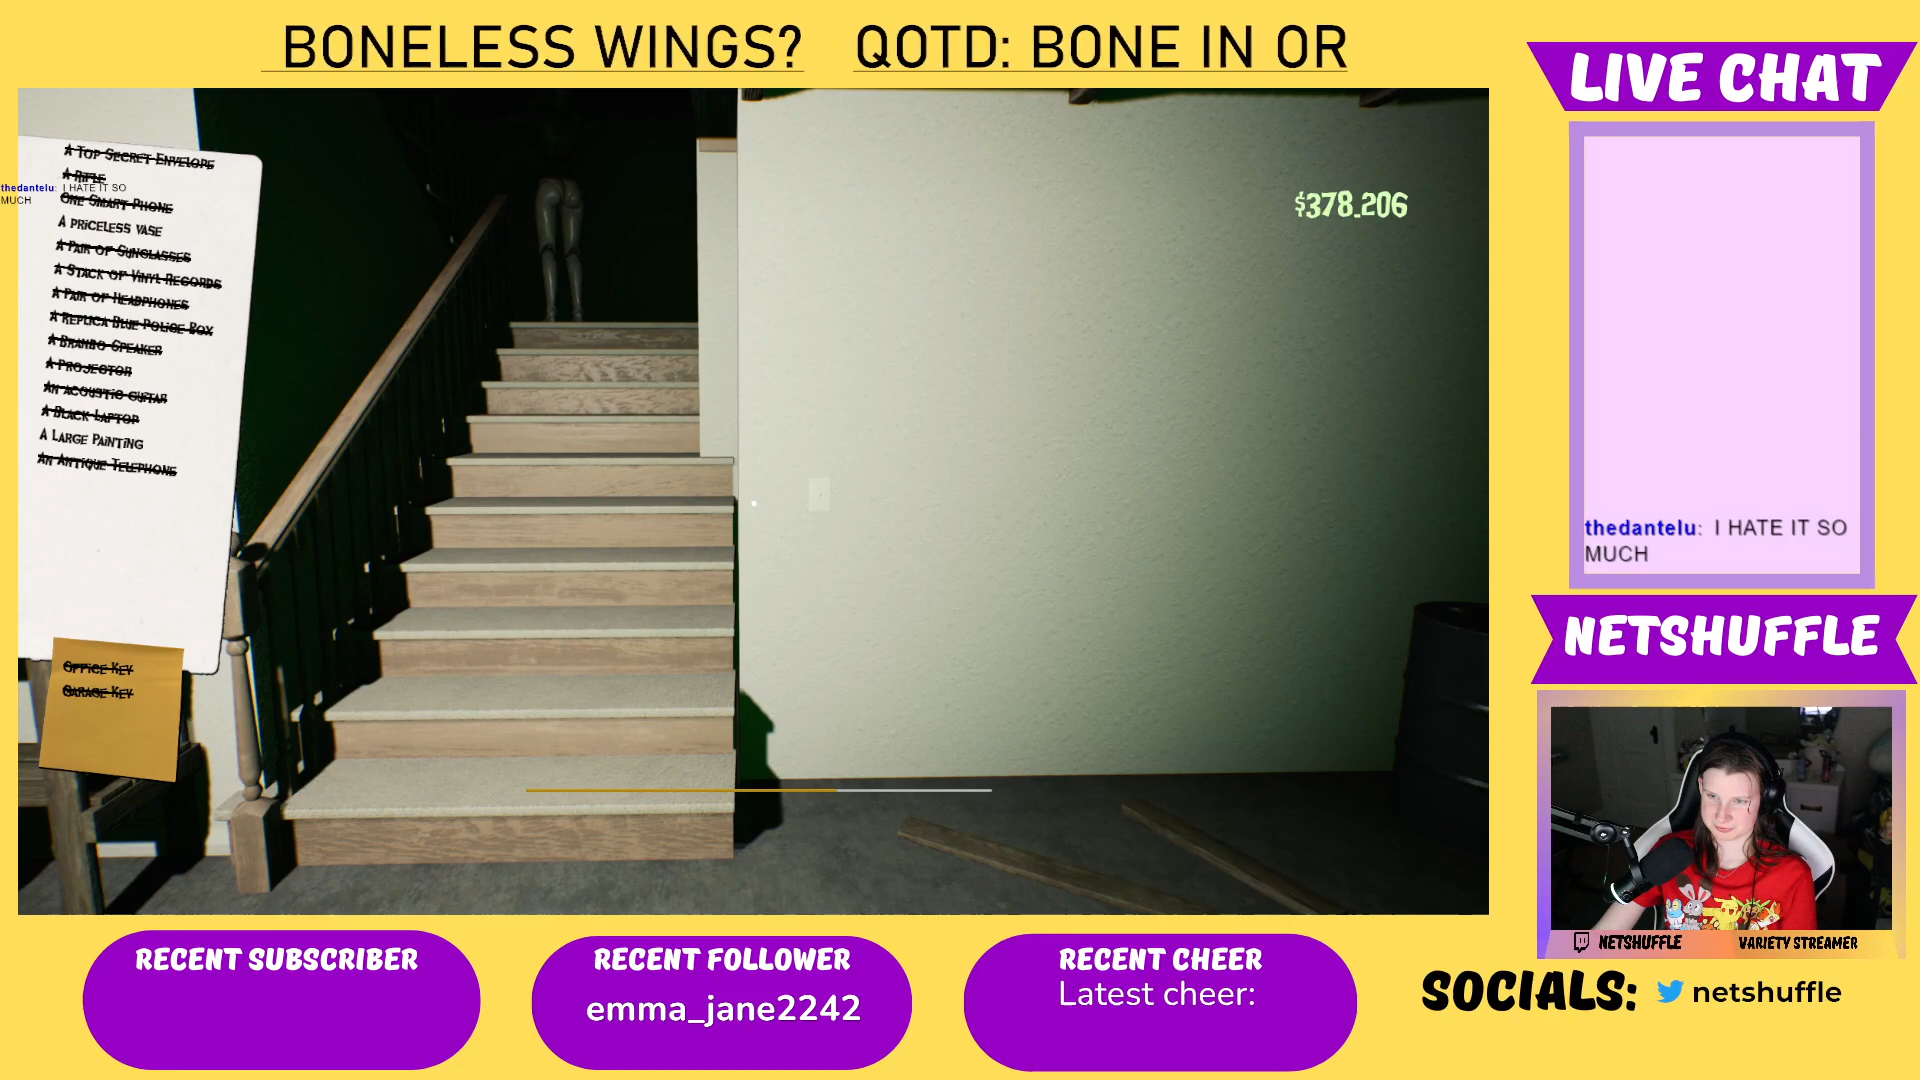 BONELESS WINGS? QOTD: BONE IN OR
LIVE CHAT
A Top Secret Envelope
A Rifle
thedantelu: I HATE IT SO
MUCH
One Smart Phone
A priceless vase
A Pair of Sunglasses
A Stack of Vinyl Records
A Pair of Headphones
A Replica Blue Police Box
A Brand Speaker
A Projector
An acoustic guitar
A Black Laptop
A Large Painting
An Antique Telephone
Office Key
Garage Key
$378.206
thedantelu: I HATE IT SO
MUCH
NETSHUFFLE
NETSHUFFLE VARIETY STREAMER
RECENT SUBSCRIBER
RECENT FOLLOWER
emma_jane2242
RECENT CHEER
Latest cheer:
SOCIALS: netshuffle